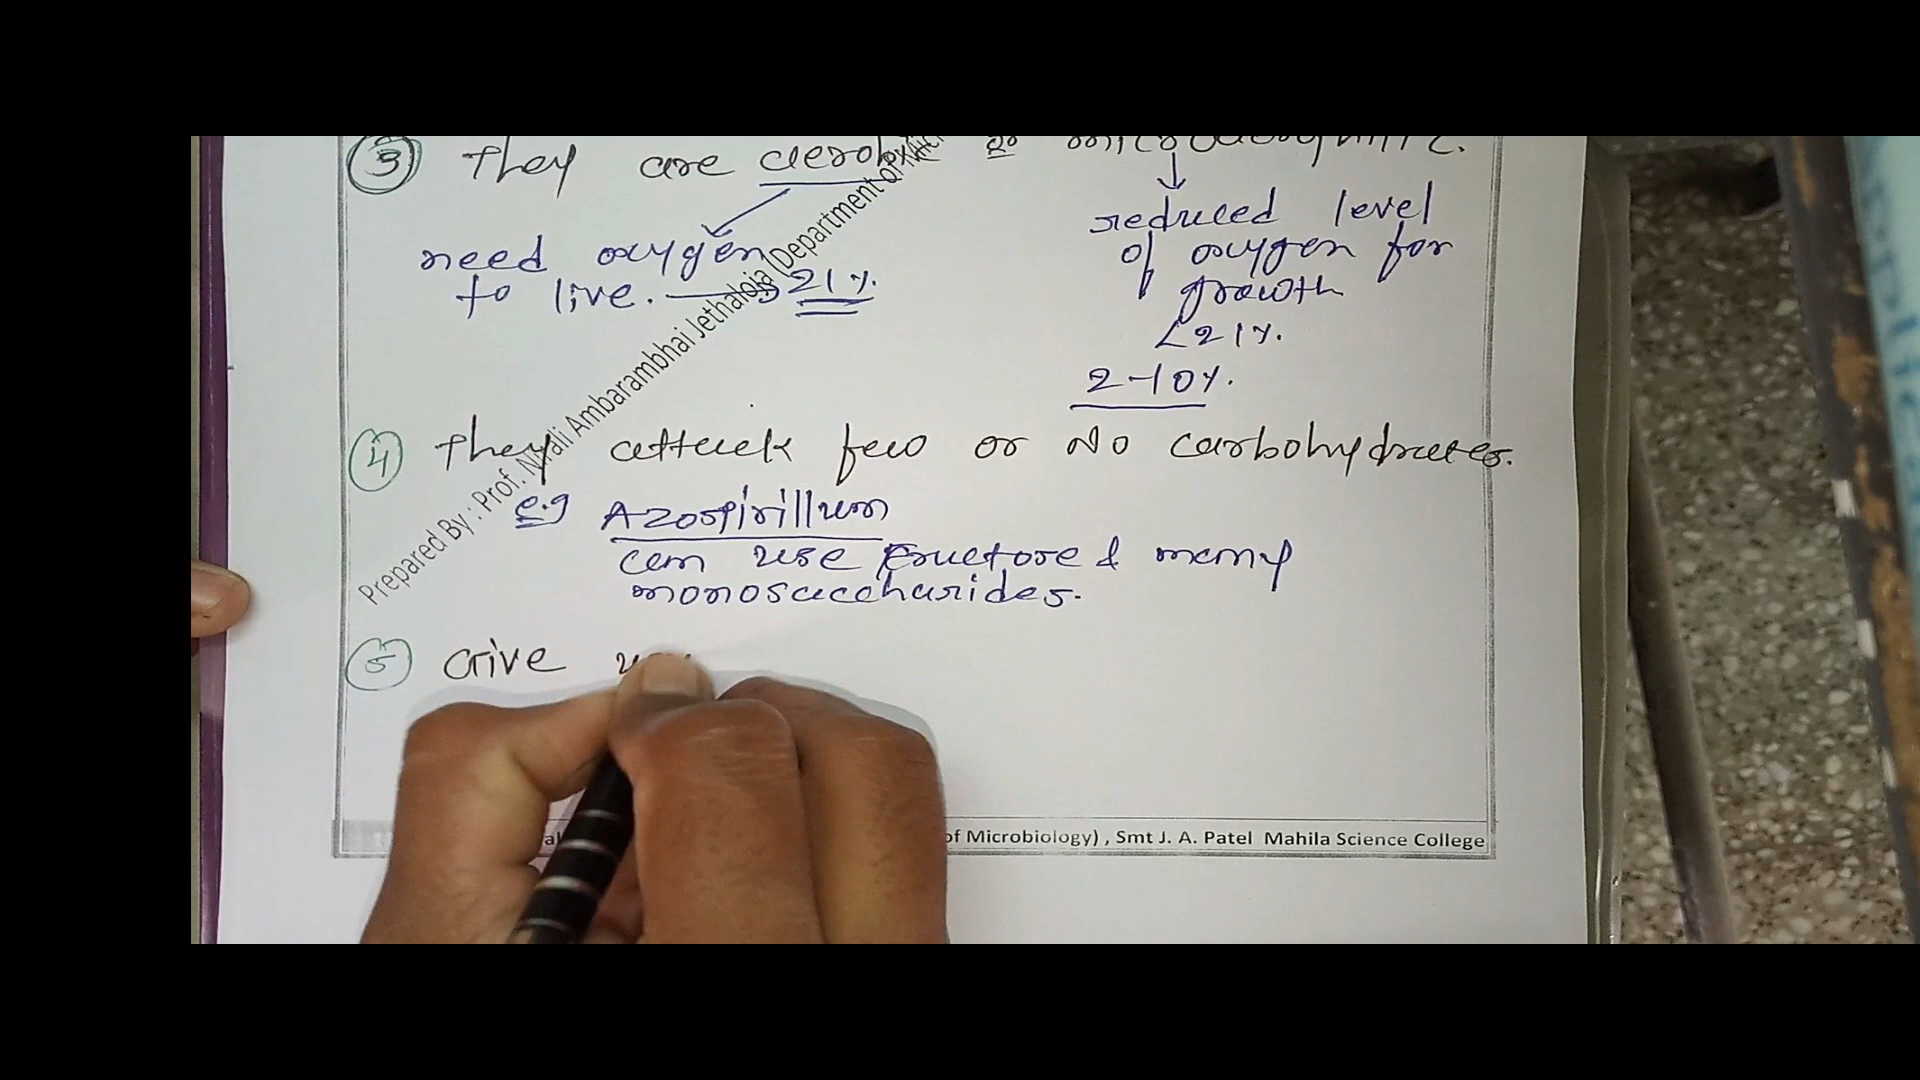 ③ They are aerobic or microaerophilic.
need oxygen
to live. → 21%.
reduced level
of oxygen for
growth
<21%.
2-10%.
④ They attack few or No carbohydrates.
e.g Azospirillum
can use fructose & many
monosaccharides.
⑤ Give
Prepared By : Prof. Nirali Ambarambhai Jethaloja (Department of
of Microbiology) , Smt J. A. Patel Mahila Science College